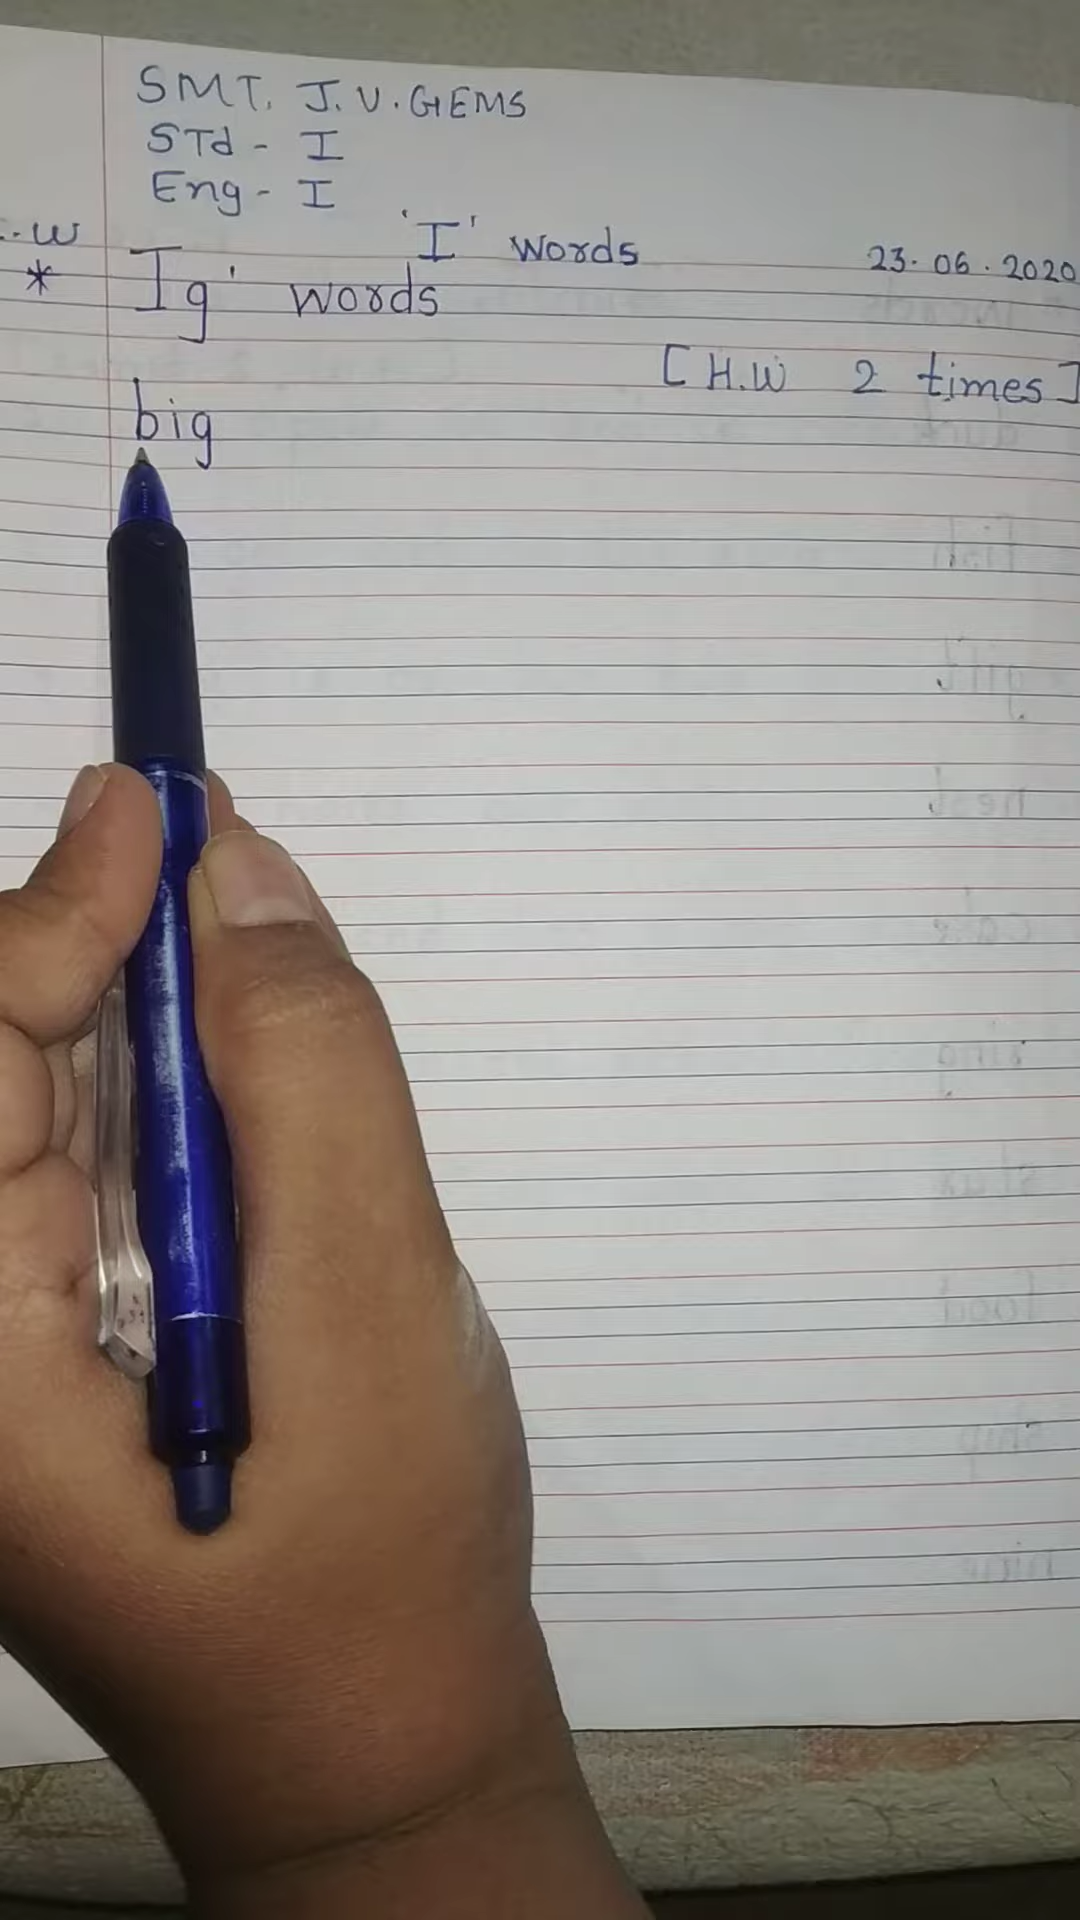 SMT. J.V. GEMS
STd - I
Eng - I
'I' words
23.06.2020
.W
* Ig' words
[H.W 2 times]
big